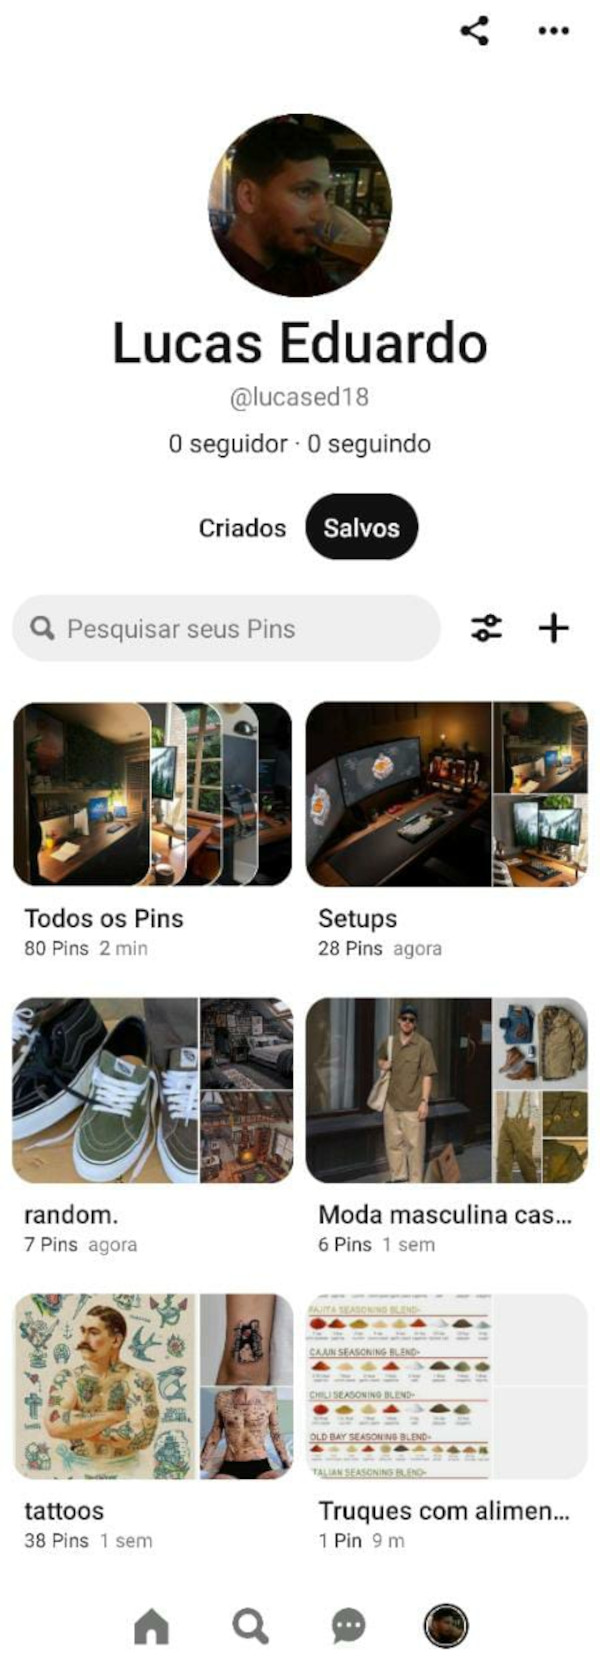 Lucas Eduardo
@lucased18
0 seguidor · 0 seguindo
Criados Salvos
Pesquisar seus Pins
Todos os Pins
80 Pins 2 min
Setups
28 Pins agora
random.
7 Pins agora
Moda masculina cas...
6 Pins 1 sem
FAJITA SEASONING BLEND
CAJUN SEASONING BLEND
CHILI SEASONING BLEND
OLD BAY SEASONING BLEND
ITALIAN SEASONING BLEND
tattoos
38 Pins 1 sem
Truques com alimen...
1 Pin 9 m